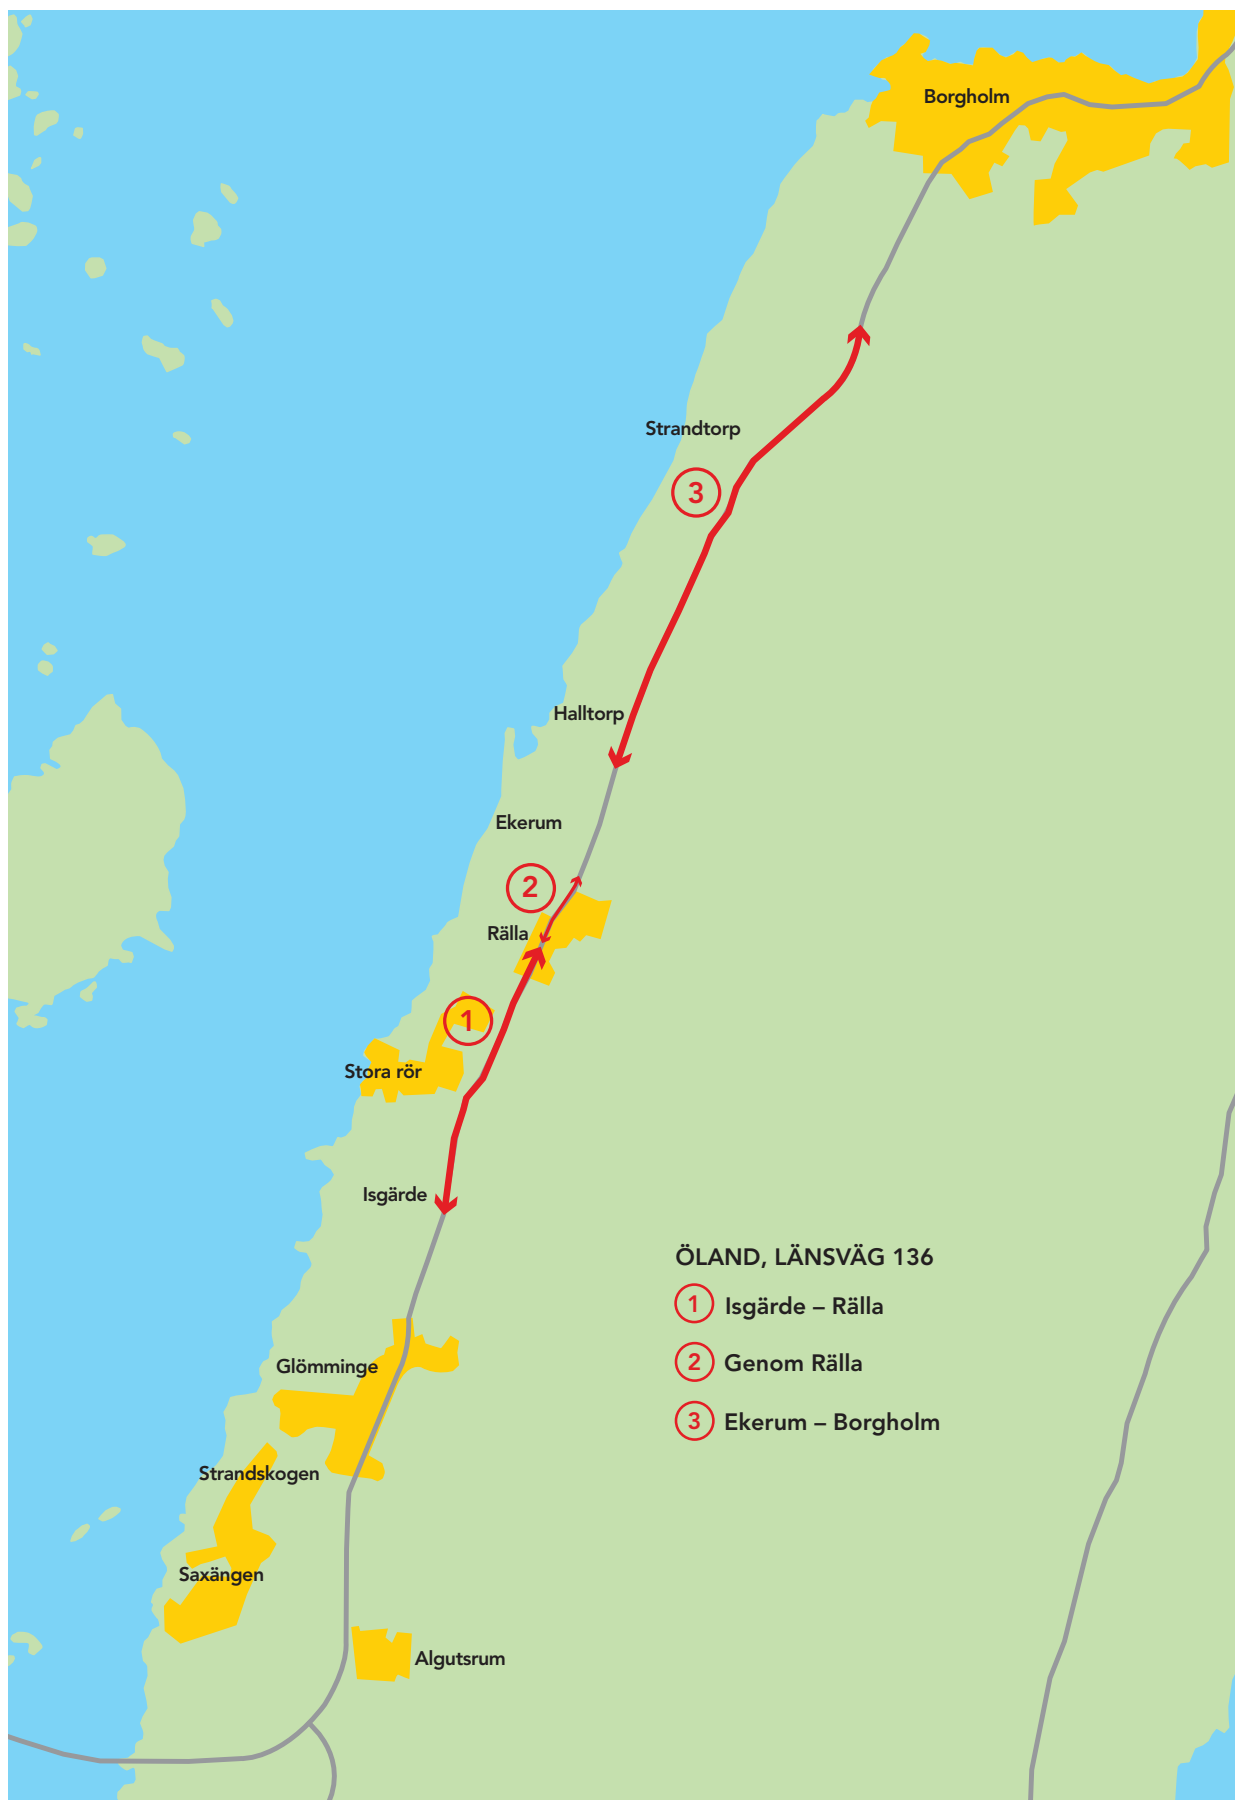 Borgholm
Strandtorp
3
Halltorp
Ekerum
2
Rälla
1
Stora rör
Isgärde
ÖLAND, LÄNSVÄG 136
1 Isgärde – Rälla
2 Genom Rälla
3 Ekerum – Borgholm
Glömminge
Strandskogen
Saxängen
Algutsrum